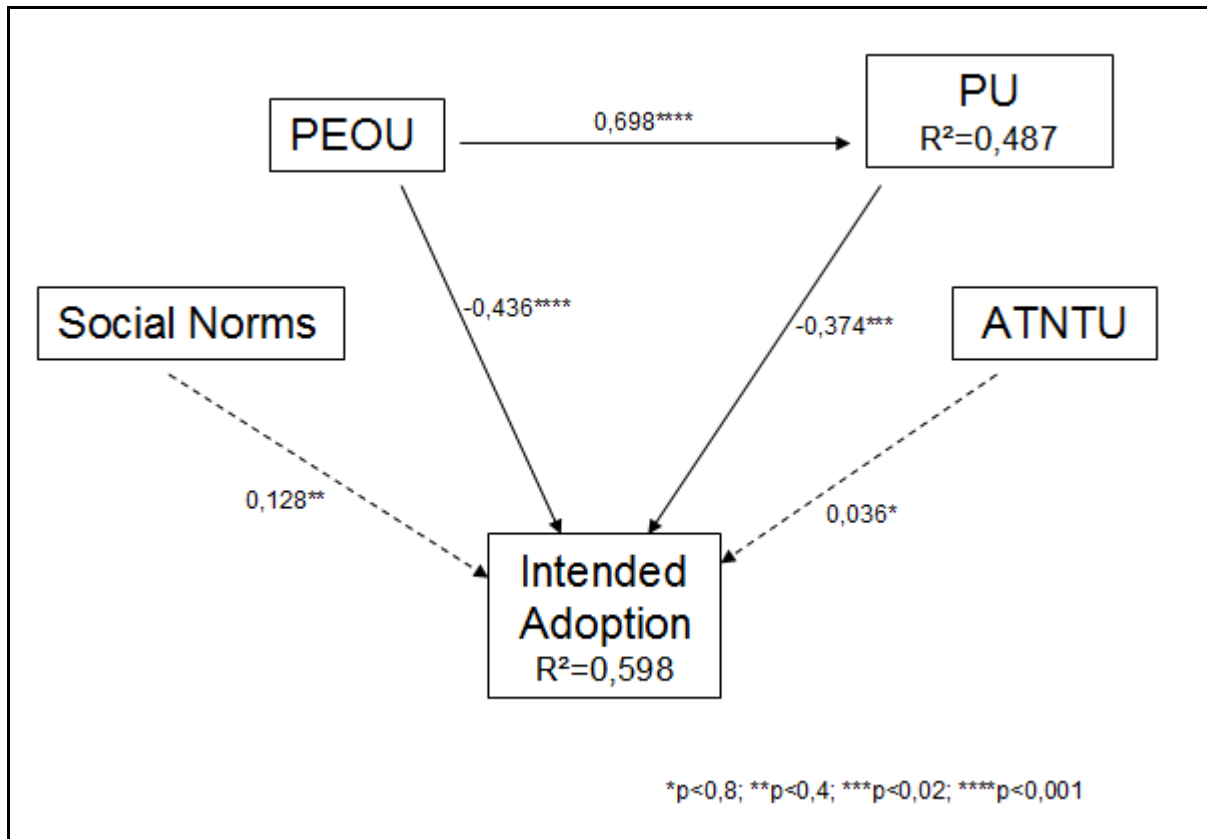 PEOU
0,698****
PU
R²=0,487
Social Norms
-0,436****
-0,374***
ATNTU
0,128**
0,036*
Intended
Adoption
R²=0,598
*p<0,8; **p<0,4; ***p<0,02; ****p<0,001